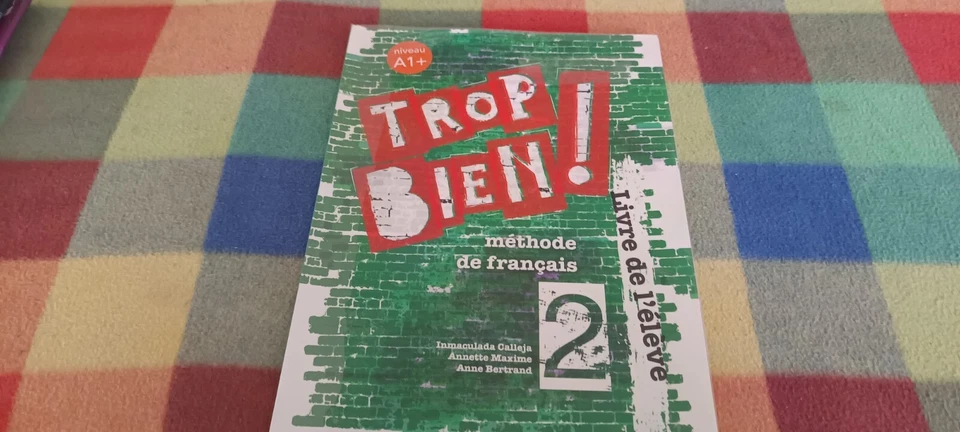 niveau
A1+
TROP
BIEN!
méthode
de français
2
Inmaculada Calleja
Annette Maxime
Anne Bertrand
Livre de l'élève